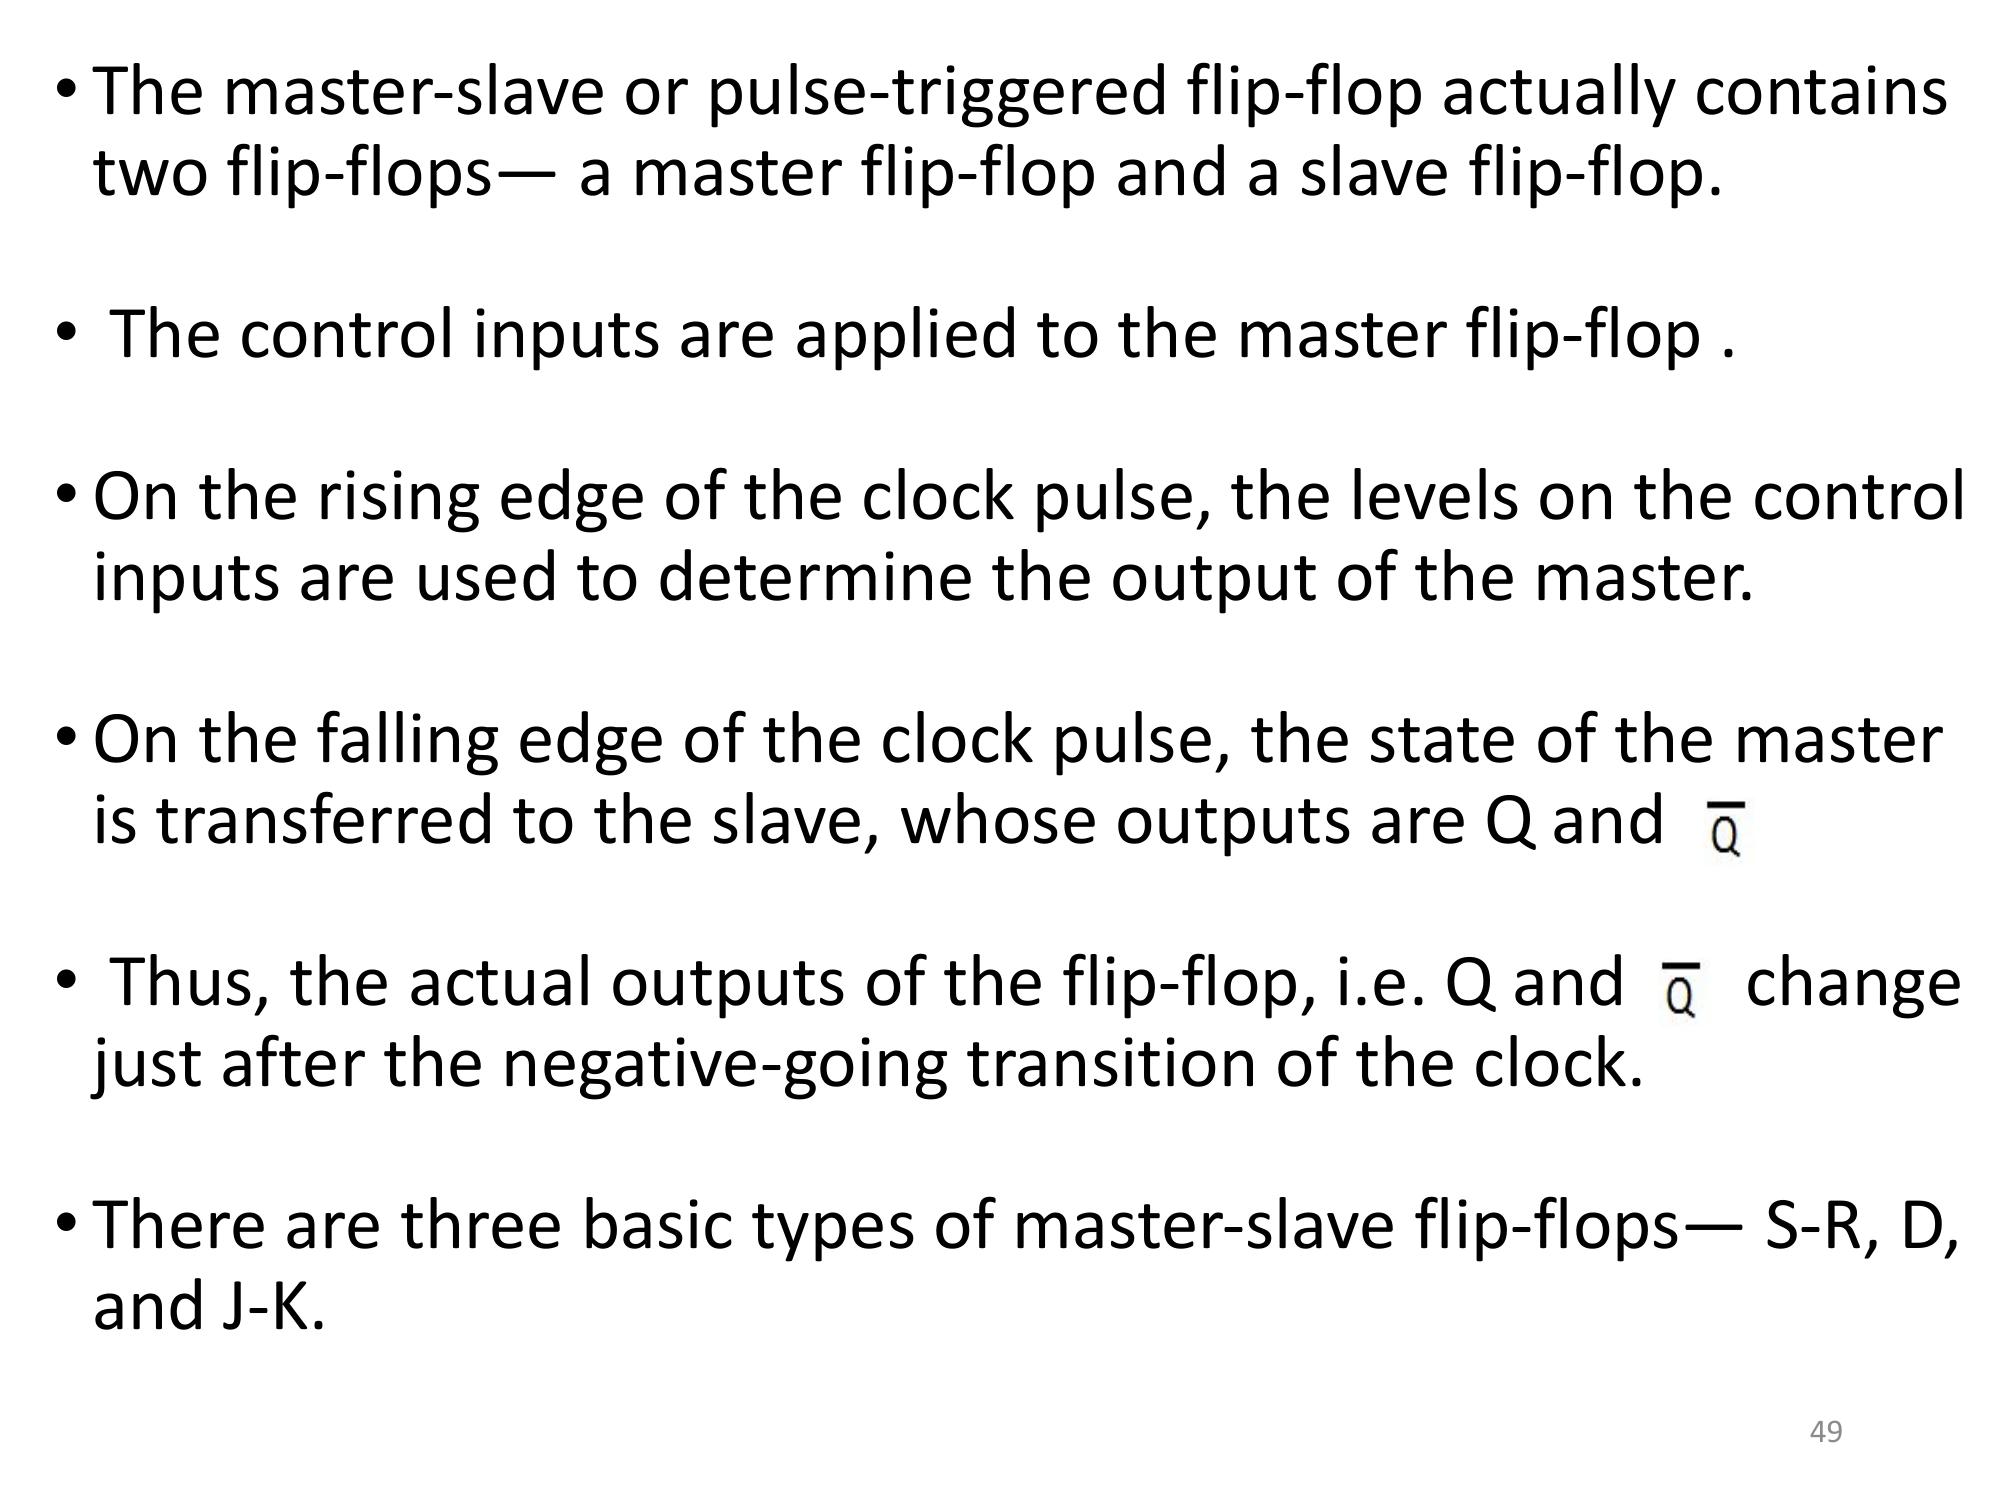 • The master-slave or pulse-triggered flip-flop actually contains
two flip-flops— a master flip-flop and a slave flip-flop.
• The control inputs are applied to the master flip-flop .
• On the rising edge of the clock pulse, the levels on the control
inputs are used to determine the output of the master.
• On the falling edge of the clock pulse, the state of the master
is transferred to the slave, whose outputs are Q and Q̅
• Thus, the actual outputs of the flip-flop, i.e. Q and Q̅ change
just after the negative-going transition of the clock.
• There are three basic types of master-slave flip-flops— S-R, D,
and J-K.
49